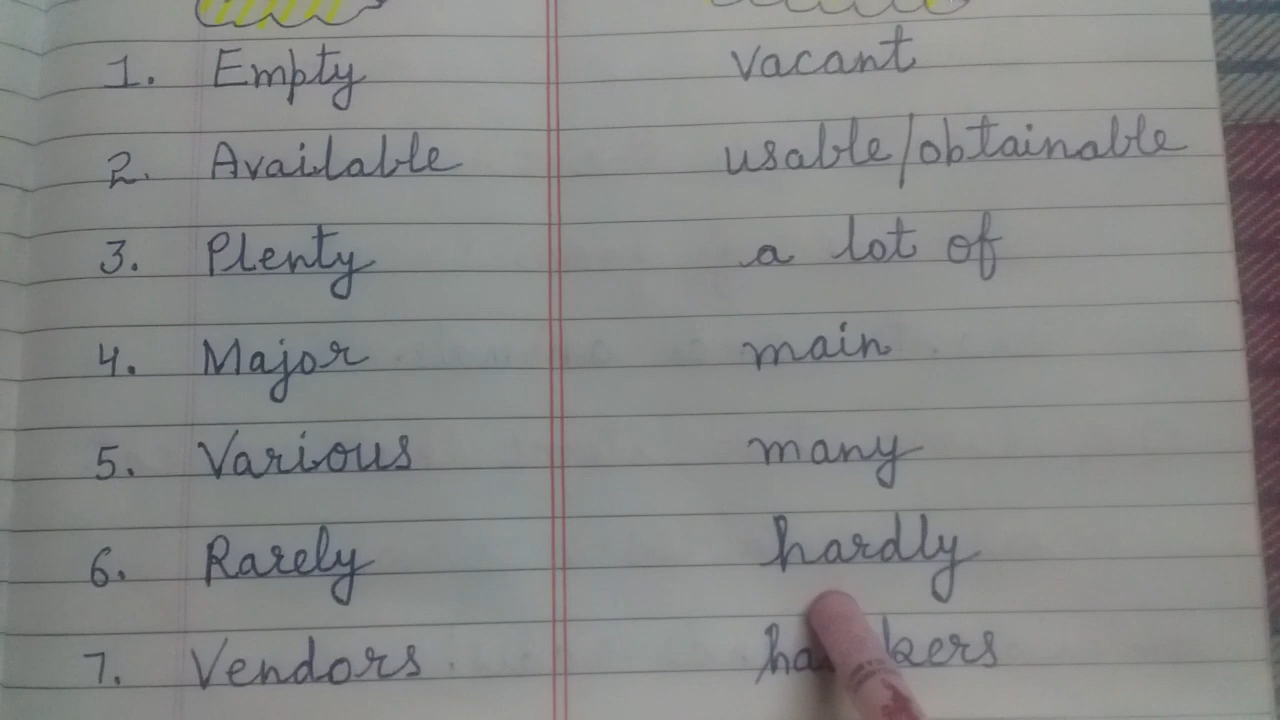 1. Empty vacant
2. Available usable/obtainable
3. Plenty a lot of
4. Major main
5. Various many
6. Rarely hardly
7. Vendors